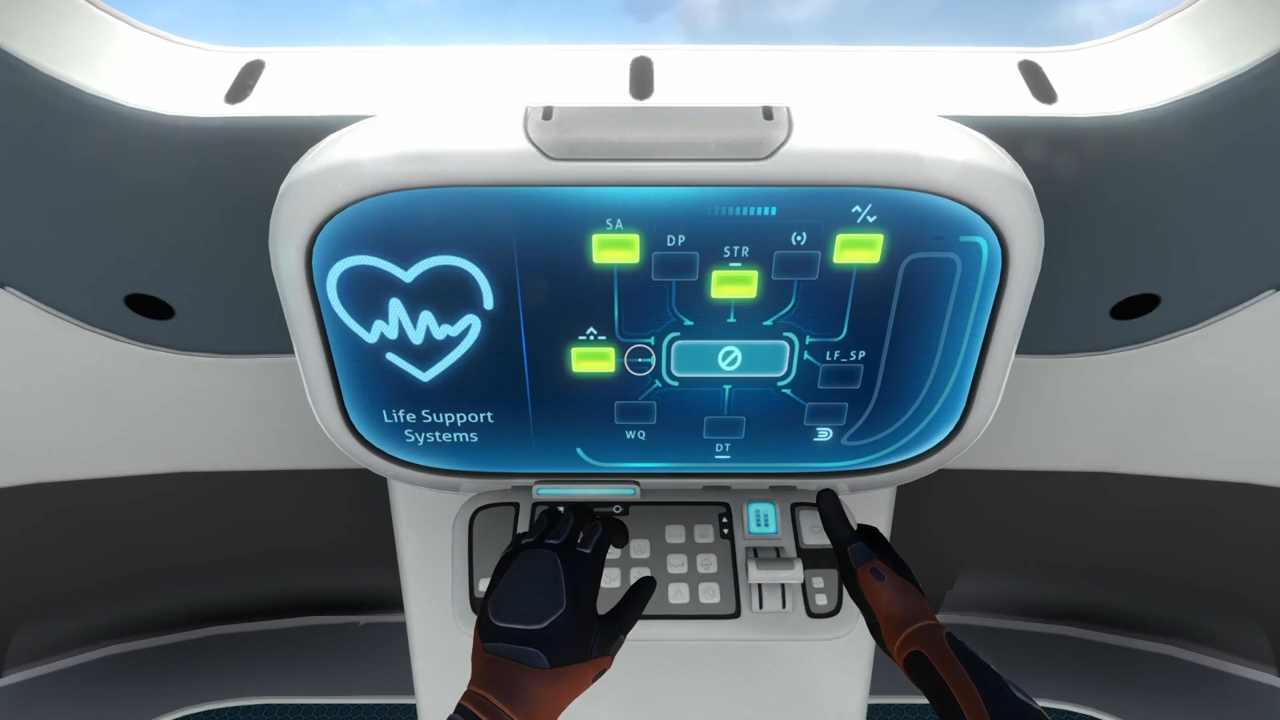 SA
DP
STR
LF_SP
Life Support
Systems
WQ
DT